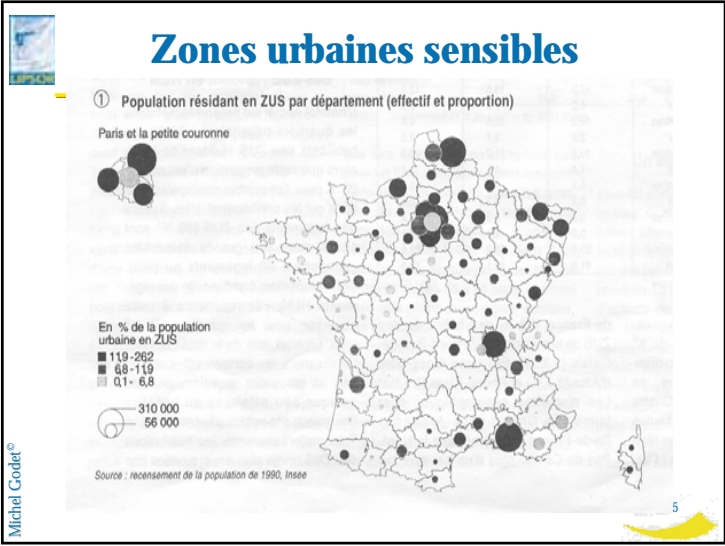 Zones urbaines sensibles
LIPSOR
① Population résidant en ZUS par département (effectif et proportion)
Paris et la petite couronne
En % de la population
urbaine en ZUS
11,9 - 26,2
6,8 - 11,9
0,1 - 6,8
310 000
56 000
Source : recensement de la population de 1990, Insee
Michel Godet©
5